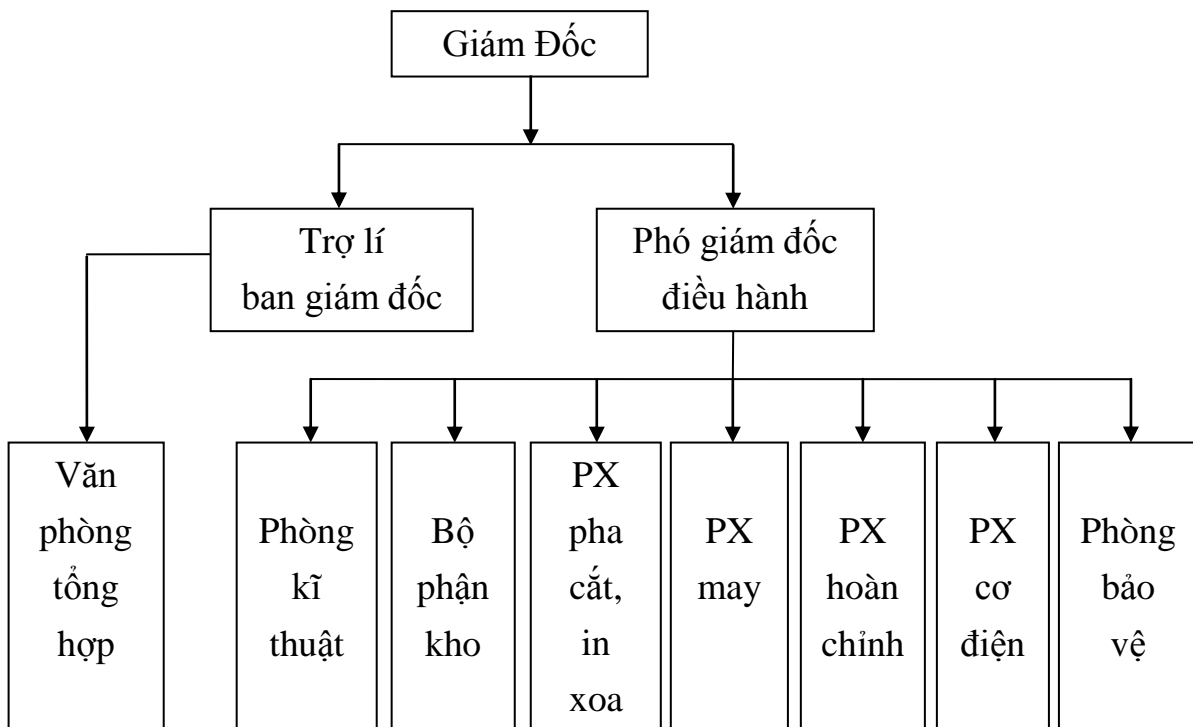 Giám Đốc
Trợ lí
ban giám đốc
Phó giám đốc
điều hành
Văn
phòng
tổng
hợp
Phòng
kĩ
thuật
Bộ
phận
kho
PX
pha
cắt,
in
xoa
PX
may
PX
hoàn
chỉnh
PX
cơ
điện
Phòng
bảo
vệ